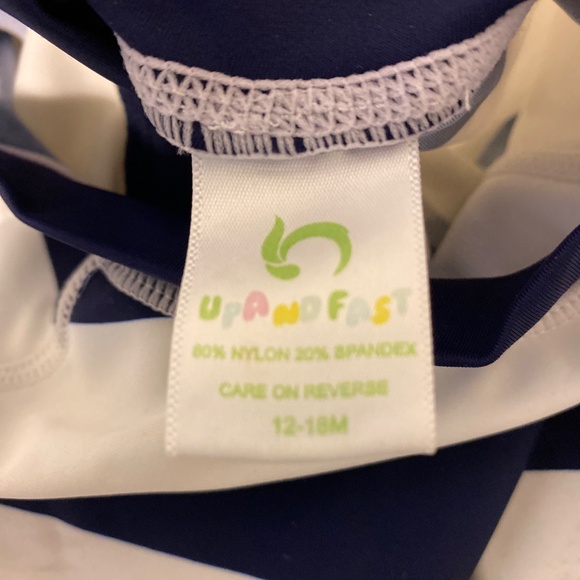 UPANDFAST
80% NYLON 20% SPANDEX
CARE ON REVERSE
12-18M